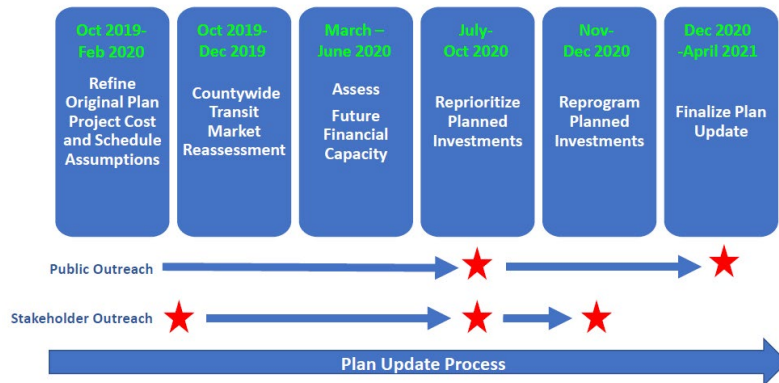 Oct 2019-
Feb 2020
Refine
Original Plan
Project Cost
and Schedule
Assumptions
Oct 2019-
Dec 2019
Countywide
Transit
Market
Reassessment
March –
June 2020
Assess
Future
Financial
Capacity
July-
Oct 2020
Reprioritize
Planned
Investments
Nov-
Dec 2020
Reprogram
Planned
Investments
Dec 2020
-April 2021
Finalize Plan
Update
Public Outreach
Stakeholder Outreach
Plan Update Process